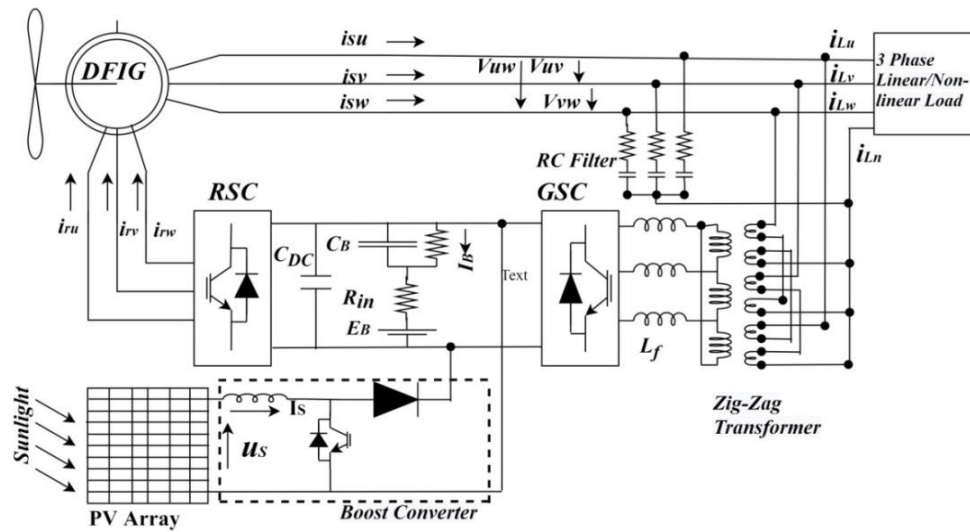 isu
iLu
DFIG
Vuw Vuv
3 Phase
Linear/Non-
linear Load
isv
iLv
isw
Vvw
iLw
RC Filter
iLn
RSC
GSC
iru
irv
irw
CDC
CB
IB
Text
Rin
EB
Lf
Zig-Zag
Transformer
Sunlight
Is
us
PV Array
Boost Converter